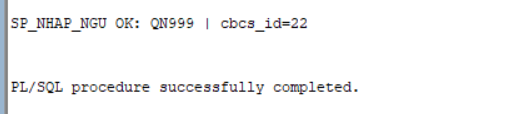 SP_NHAP_NGU OK: QN999 | cbcs_id=22
PL/SQL procedure successfully completed.